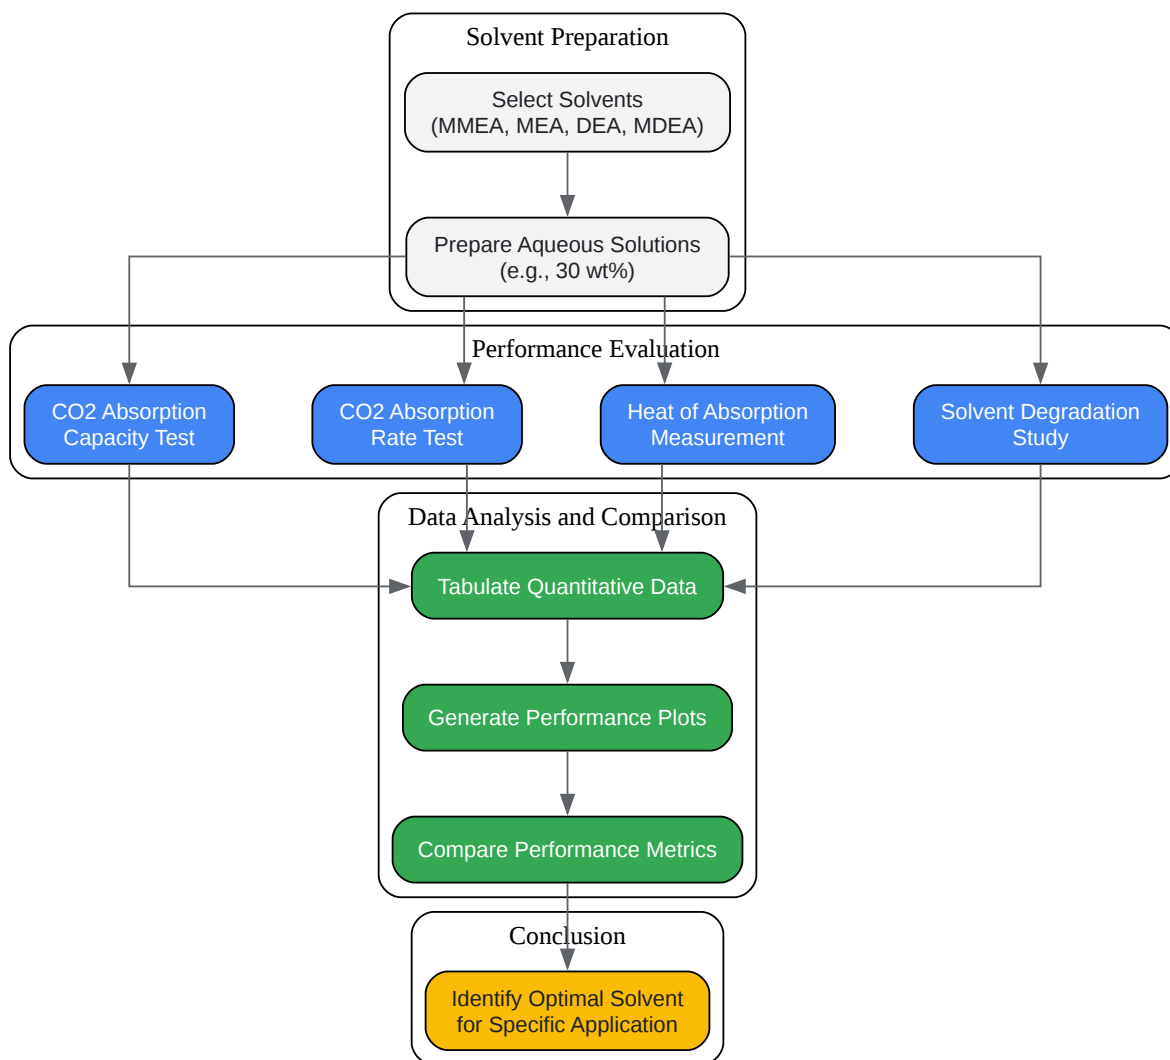 Solvent Preparation
Select Solvents
(MMEA, MEA, DEA, MDEA)
Prepare Aqueous Solutions
(e.g., 30 wt%)
Performance Evaluation
CO2 Absorption
Capacity Test
CO2 Absorption
Rate Test
Heat of Absorption
Measurement
Solvent Degradation
Study
Data Analysis and Comparison
Tabulate Quantitative Data
Generate Performance Plots
Compare Performance Metrics
Conclusion
Identify Optimal Solvent
for Specific Application